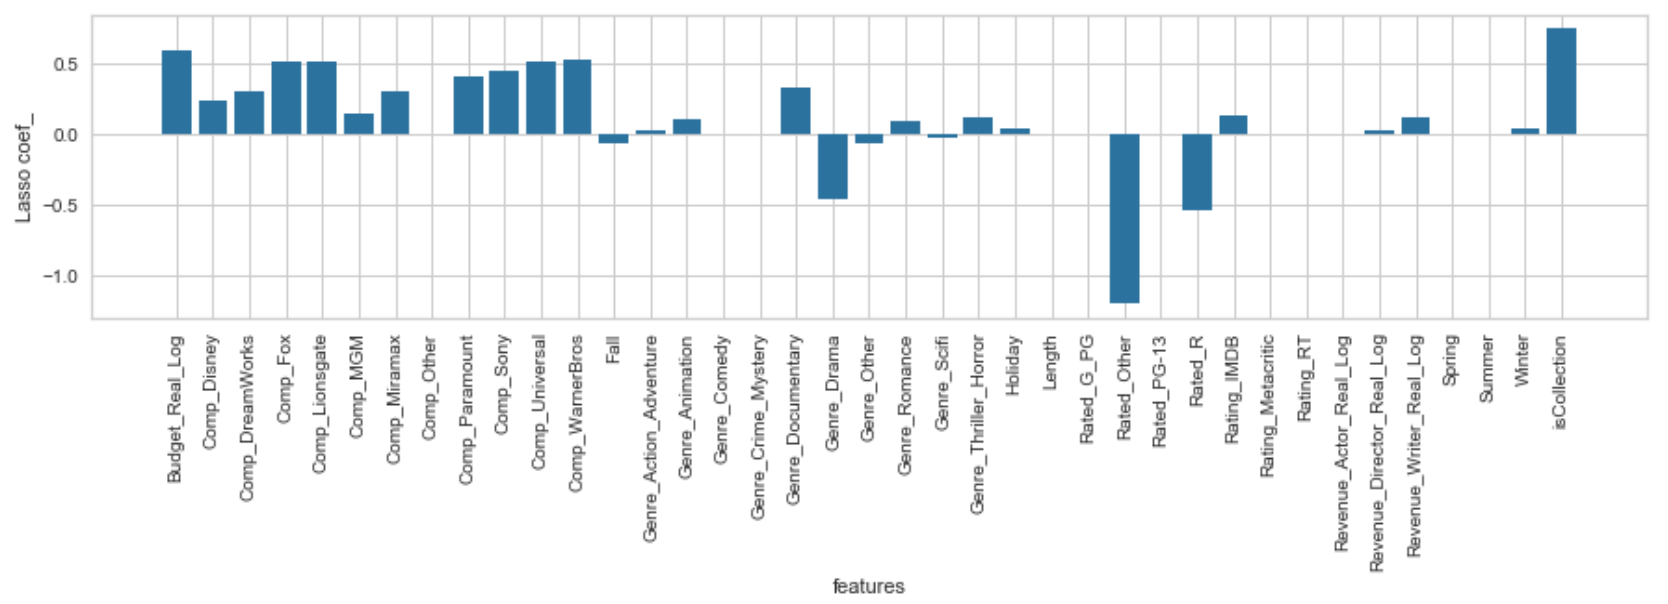 Lasso coef_
0.5
0.0
−0.5
−1.0
Budget_Real_Log
Comp_Disney
Comp_DreamWorks
Comp_Fox
Comp_Lionsgate
Comp_MGM
Comp_Miramax
Comp_Other
Comp_Paramount
Comp_Sony
Comp_Universal
Comp_WarnerBros
Fall
Genre_Action_Adventure
Genre_Animation
Genre_Comedy
Genre_Crime_Mystery
Genre_Documentary
Genre_Drama
Genre_Other
Genre_Romance
Genre_Scifi
Genre_Thriller_Horror
Holiday
Length
Rated_G_PG
Rated_Other
Rated_PG-13
Rated_R
Rating_IMDB
Rating_Metacritic
Rating_RT
Revenue_Actor_Real_Log
Revenue_Director_Real_Log
Revenue_Writer_Real_Log
Spring
Summer
Winter
isCollection
features